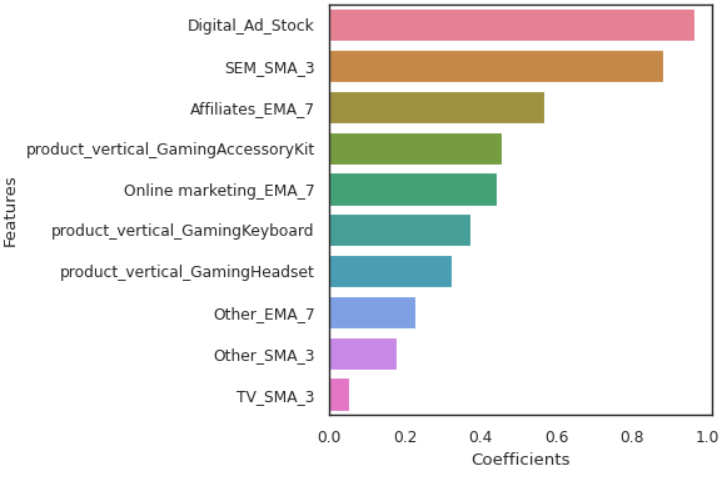 Digital_Ad_Stock
SEM_SMA_3
Affiliates_EMA_7
product_vertical_GamingAccessoryKit
Online marketing_EMA_7
product_vertical_GamingKeyboard
product_vertical_GamingHeadset
Other_EMA_7
Other_SMA_3
TV_SMA_3
Features
0.0 0.2 0.4 0.6 0.8 1.0
Coefficients